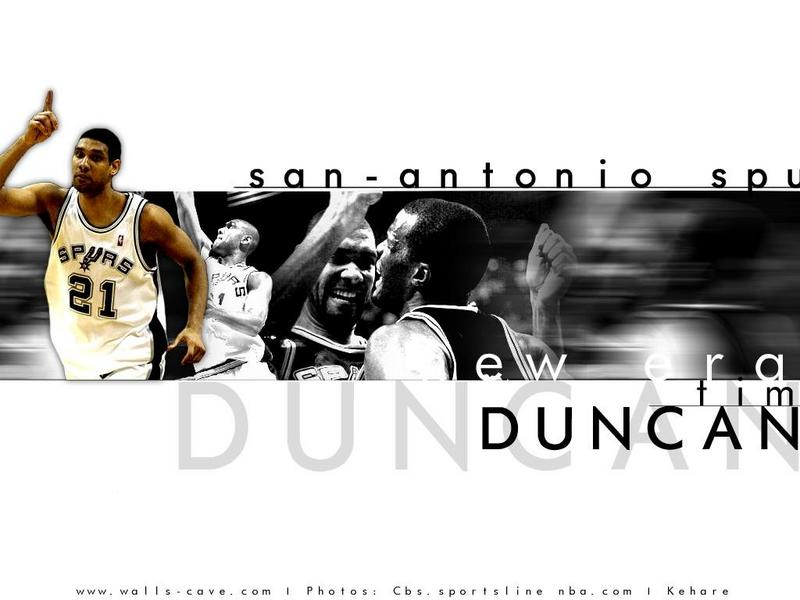 san-antonio spu
SPURS
21
ew era
tim
DUNCAN
DUNCAN
www.walls-cave.com | Photos: Cbs.sportsline nba.com | Kehare